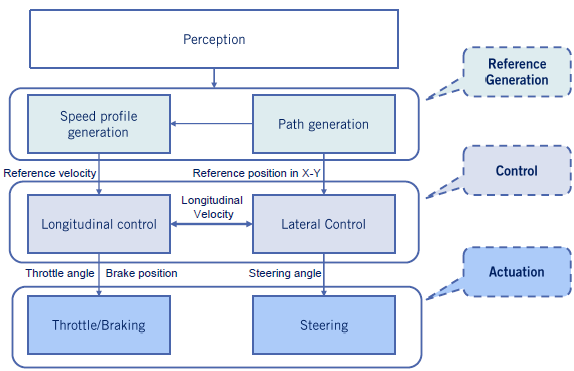 Perception
Reference
Generation
Speed profile
generation
Path generation
Reference velocity
Reference position in X-Y
Control
Longitudinal control
Longitudinal
Velocity
Lateral Control
Throttle angle
Brake position
Steering angle
Actuation
Throttle/Braking
Steering